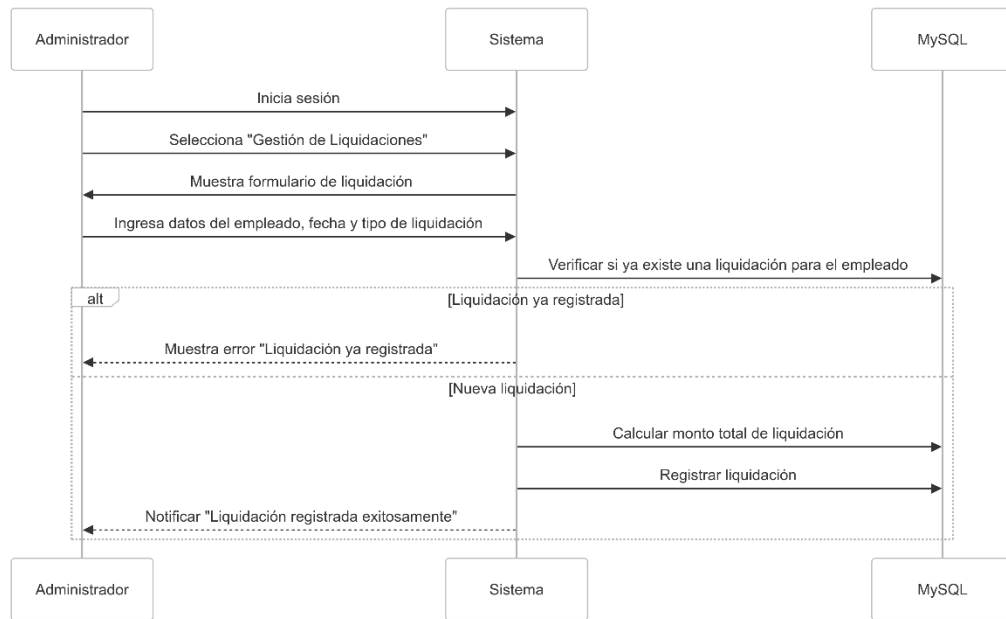 Administrador
Sistema
MySQL
Inicia sesión
Selecciona "Gestión de Liquidaciones"
Muestra formulario de liquidación
Ingresa datos del empleado, fecha y tipo de liquidación
Verificar si ya existe una liquidación para el empleado
alt
[Liquidación ya registrada]
Muestra error "Liquidación ya registrada"
[Nueva liquidación]
Calcular monto total de liquidación
Registrar liquidación
Notificar "Liquidación registrada exitosamente"
Administrador
Sistema
MySQL